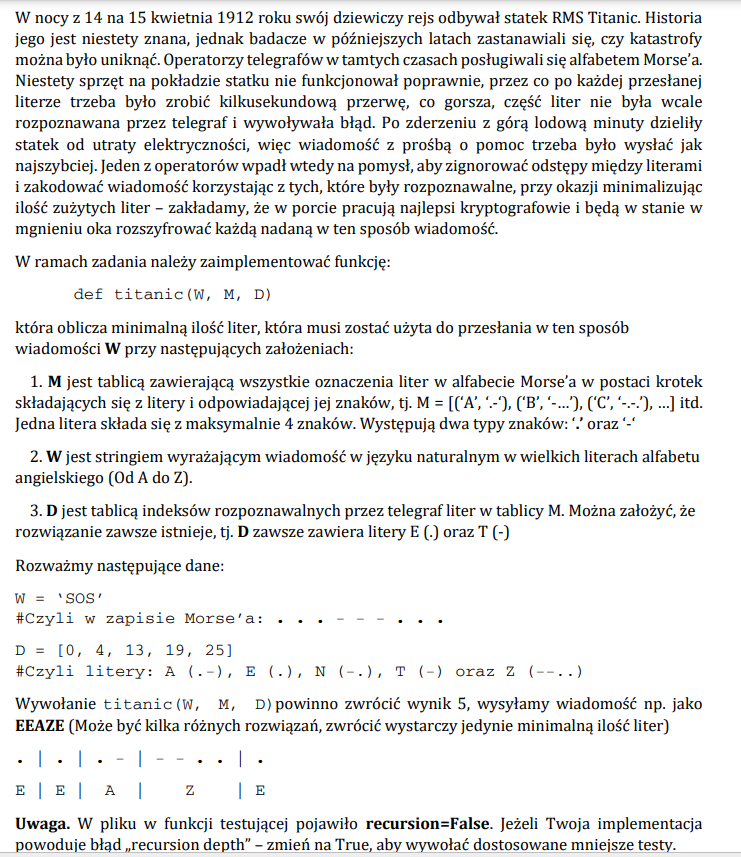 W nocy z 14 na 15 kwietnia 1912 roku swój dziewiczy rejs odbywał statek RMS Titanic. Historia
jego jest niestety znana, jednak badacze w późniejszych latach zastanawiali się, czy katastrofy
można było uniknąć. Operatorzy telegrafów w tamtych czasach posługiwali się alfabetem Morse’a.
Niestety sprzęt na pokładzie statku nie funkcjonował poprawnie, przez co po każdej przesłanej
literze trzeba było zrobić kilkusekundową przerwę, co gorsza, część liter nie była wcale
rozpoznawana przez telegraf i wywoływała błąd. Po zderzeniu z górą lodową minuty dzieliły
statek od utraty elektryczności, więc wiadomość z prośbą o pomoc trzeba było wysłać jak
najszybciej. Jeden z operatorów wpadł wtedy na pomysł, aby zignorować odstępy między literami
i zakodować wiadomość korzystając z tych, które były rozpoznawalne, przy okazji minimalizując
ilość zużytych liter – zakładamy, że w porcie pracują najlepsi kryptografowie i będą w stanie w
mgnieniu oka rozszyfrować każdą nadaną w ten sposób wiadomość.
W ramach zadania należy zaimplementować funkcję:
def titanic(W, M, D)
która oblicza minimalną ilość liter, która musi zostać użyta do przesłania w ten sposób
wiadomości W przy następujących założeniach:
1. M jest tablicą zawierającą wszystkie oznaczenia liter w alfabecie Morse’a w postaci krotek
składających się z litery i odpowiadającej jej znaków, tj. M = [(‘A’, ‘.-‘), (‘B’, ‘-…’), (‘C’, ‘-.-.’), …] itd.
Jedna litera składa się z maksymalnie 4 znaków. Występują dwa typy znaków: ‘.’ oraz ‘-‘
2. W jest stringiem wyrażającym wiadomość w języku naturalnym w wielkich literach alfabetu
angielskiego (Od A do Z).
3. D jest tablicą indeksów rozpoznawalnych przez telegraf liter w tablicy M. Można założyć, że
rozwiązanie zawsze istnieje, tj. D zawsze zawiera litery E (.) oraz T (-)
Rozważmy następujące dane:
W = ‘SOS’
#Czyli w zapisie Morse’a: . . . - - - . . .
D = [0, 4, 13, 19, 25]
#Czyli litery: A (.-), E (.), N (-.), T (-) oraz Z (--..)
Wywołanie titanic(W, M, D) powinno zwrócić wynik 5, wysyłamy wiadomość np. jako
EEAZE (Może być kilka różnych rozwiązań, zwrócić wystarczy jedynie minimalną ilość liter)
. | . | . - | - - . . | .
E | E | A | Z | E
Uwaga. W pliku w funkcji testującej pojawiło recursion=False. Jeżeli Twoja implementacja
powoduje błąd „recursion depth” – zmień na True, aby wywołać dostosowane mniejsze testy.